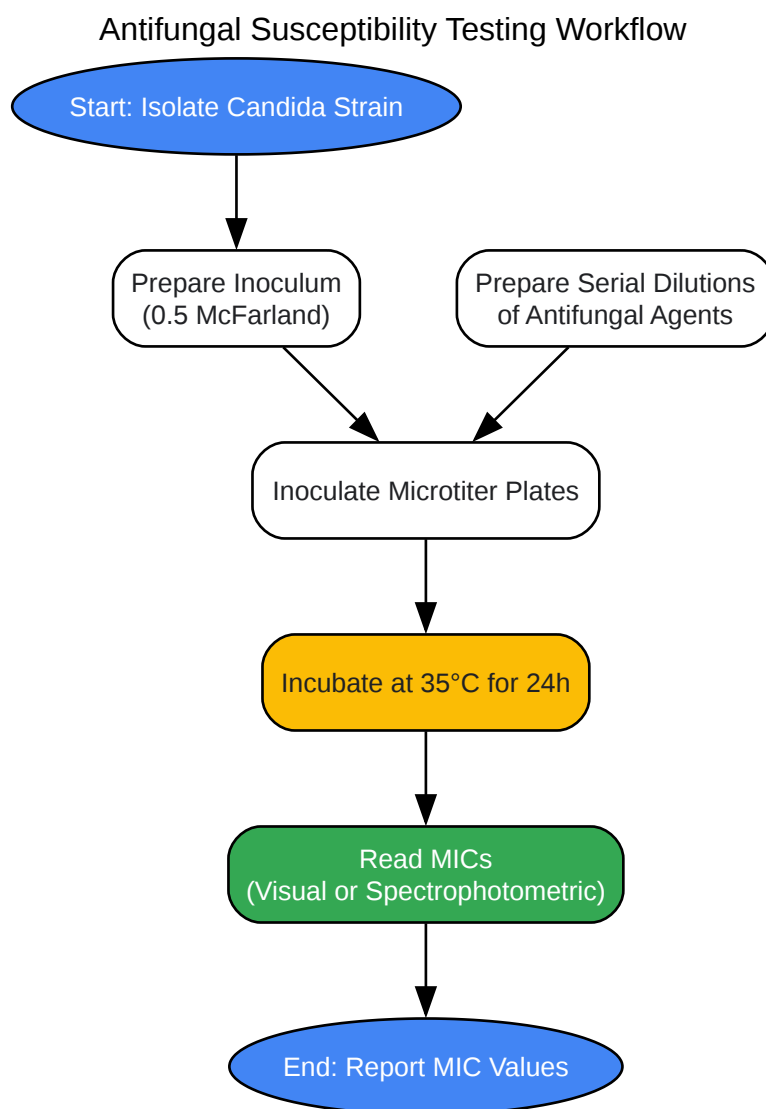 Antifungal Susceptibility Testing Workflow
Start: Isolate Candida Strain
Prepare Inoculum
(0.5 McFarland)
Prepare Serial Dilutions
of Antifungal Agents
Inoculate Microtiter Plates
Incubate at 35°C for 24h
Read MICs
(Visual or Spectrophotometric)
End: Report MIC Values